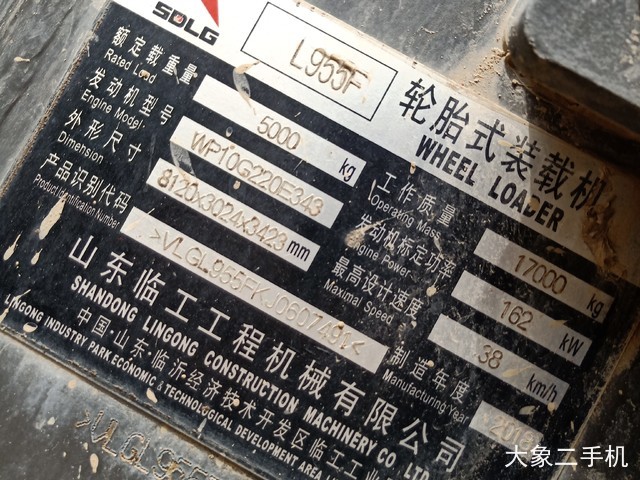 SDLG
L955F
轮胎式装载机
WHEEL LOADER
额定载重量
Rated Load
5000 kg
发动机型号
Engine Model:
WP10G220E343
外形尺寸
Dimension
8120x3024x3423 mm
产品识别代码
Product Identification Number
>VLGL955FKJ0607491<
工作质量
Operating Mass
17000 kg
发动机标定功率
Engine Power
162 kW
最高设计速度
Maximal Speed
38 km/h
制造年度
Manufacturing Year
山东临工工程机械有限公司
SHANDONG LINGONG CONSTRUCTION MACHINERY CO. LTD
中国·山东·临沂经济技术开发区临工工业
LINGONG INDUSTRY PARK ECONOMIC & TECHNOLOGICAL DEVELOPMENT AREA
>VLGL955
大象二手机